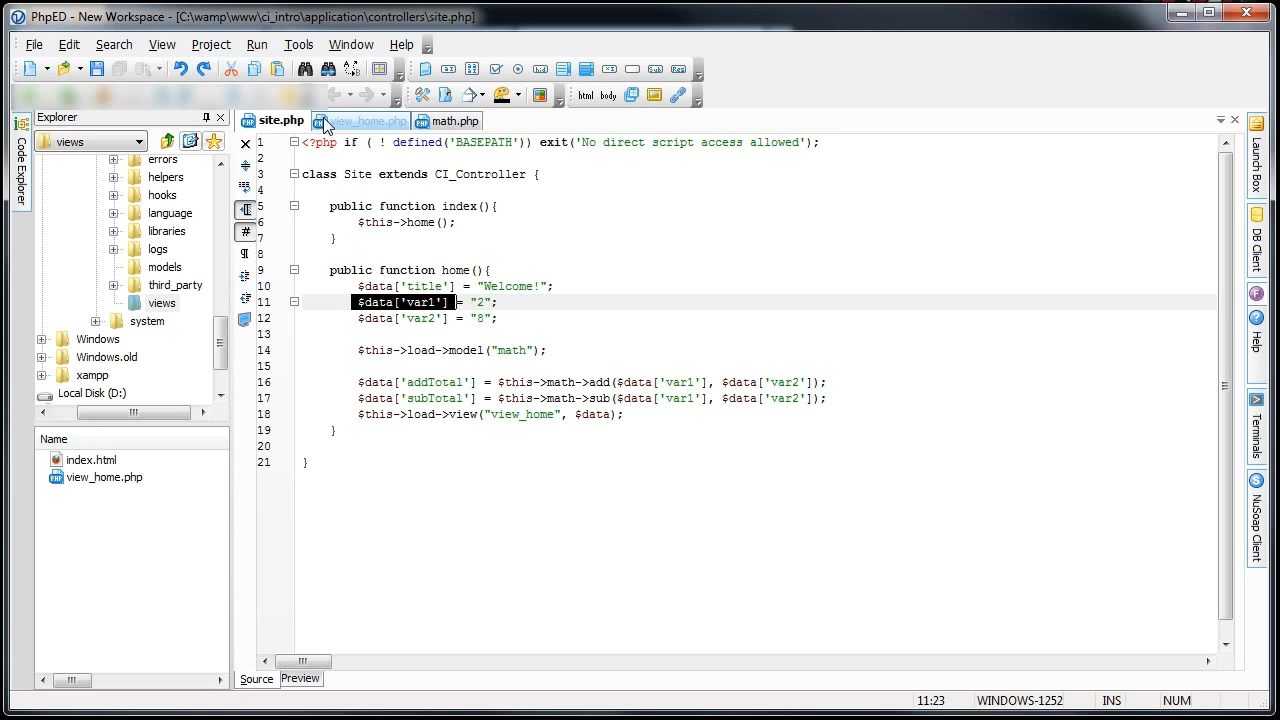 PhpED - New Workspace - [C:\wamp\www\ci_intro\application\controllers\site.php]
File Edit Search View Project Run Tools Window Help
html body
Explorer
site.php view_home.php math.php
views
Code Explorer
errors
helpers
hooks
language
libraries
logs
models
third_party
views
system
Windows
Windows.old
xampp
Local Disk (D:)
Name
index.html
view_home.php
1 <?php if ( ! defined('BASEPATH')) exit('No direct script access allowed');
2
3 class Site extends CI_Controller {
4
5 public function index(){
6 $this->home();
7 }
8
9 public function home(){
10 $data['title'] = "Welcome!";
11 $data['var1'] = "2";
12 $data['var2'] = "8";
13
14 $this->load->model("math");
15
16 $data['addTotal'] = $this->math->add($data['var1'], $data['var2']);
17 $data['subTotal'] = $this->math->sub($data['var1'], $data['var2']);
18 $this->load->view("view_home", $data);
19 }
20
21 }
Launch Box
DB Client
Help
Terminals
NuSoap Client
Source Preview
11:23 WINDOWS-1252 INS NUM